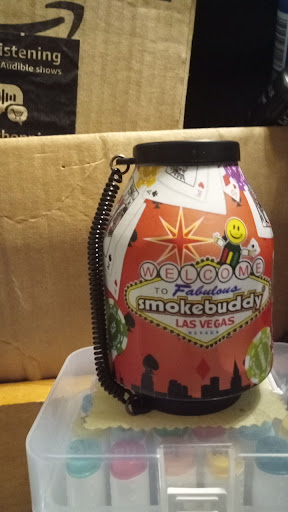 istening
Audible shows
WELCOME
TO Fabulous
smokebuddy
LAS VEGAS
NEVADA